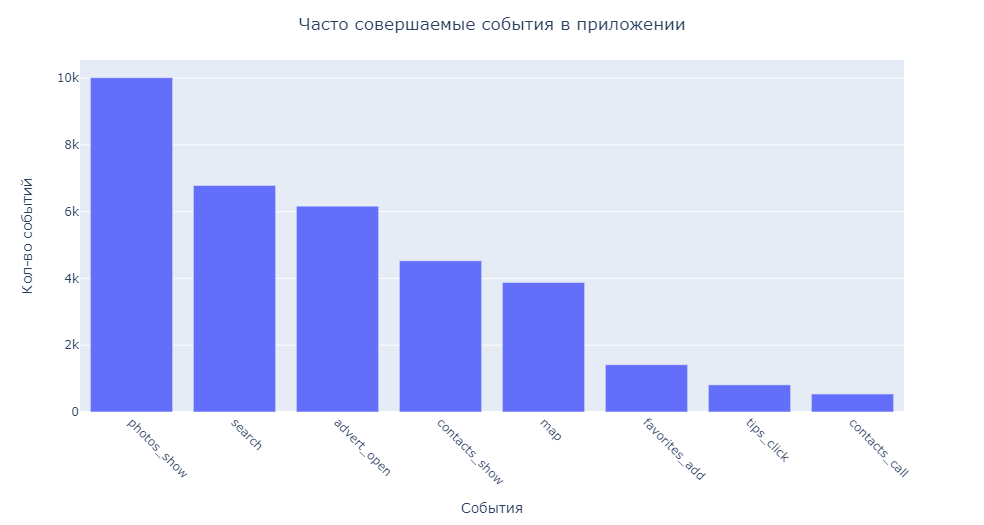 Часто совершаемые события в приложении
Кол-во событий
10k
8k
6k
4k
2k
0
photos_show
search
advert_open
contacts_show
map
favorites_add
tips_click
contacts_call
События